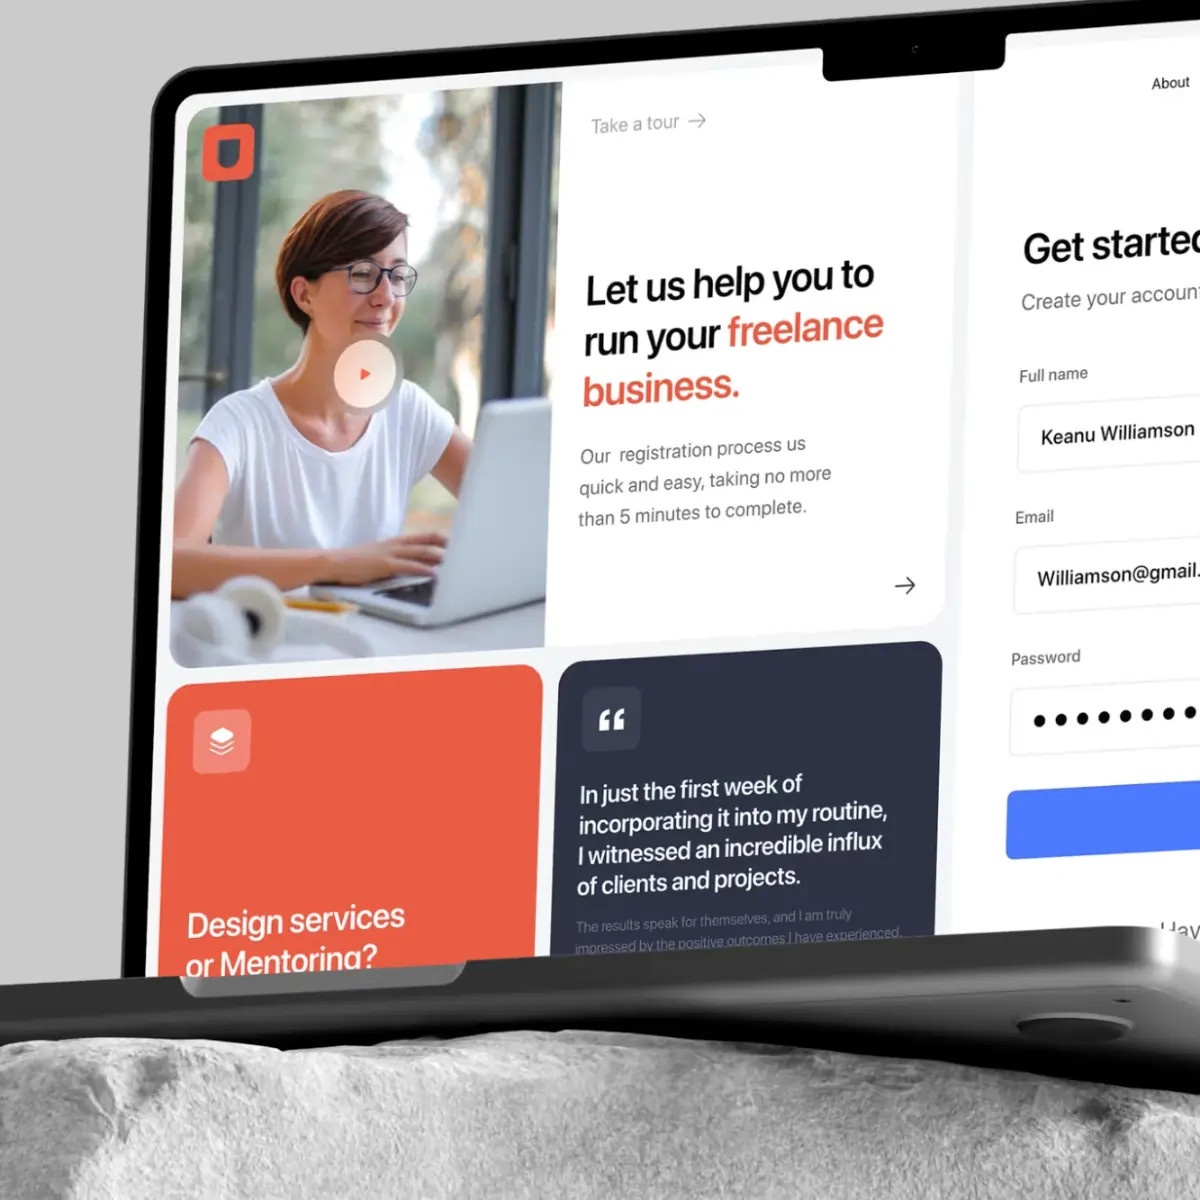 Take a tour
About
Let us help you to
run your freelance
business.
Our  registration process us
quick and easy, taking no more
than 5 minutes to complete.
Get started
Create your account
Full name
Keanu Williamson
Email
Williamson@gmail.
Password
Design services
or Mentoring?
In just the first week of
incorporating it into my routine,
I witnessed an incredible influx
of clients and projects.
The results speak for themselves, and I am truly
impressed by the positive outcomes I have experienced.